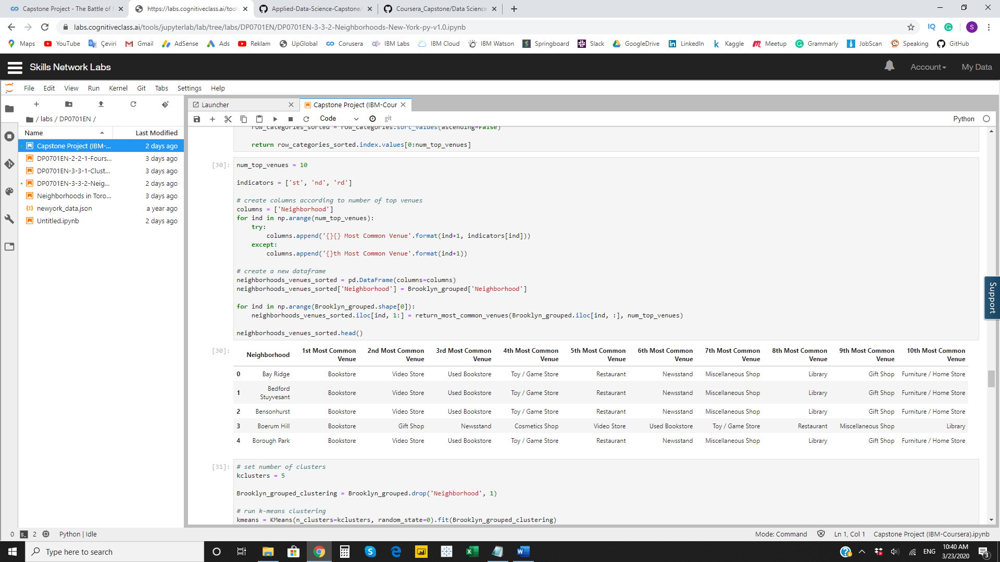 Capstone Project - The Battle of
https://labs.cognitiveclass.ai/tool
Applied-Data-Science-Capstone/
Coursera_Capstone/Data Science
labs.cognitiveclass.ai/tools/jupyterlab/lab/tree/labs/DP0701EN/DP0701EN-3-3-2-Neighborhoods-New-York-py-v1.0.ipynb
IQ
S
Maps YouTube Çeviri Gmail AdSense Ads Reklam UpGlobal Corusera IBM Labs IBM Cloud IBM Watson Springboard Slack GoogleDrive LinkedIn Kaggle Meetup Grammarly JobScan Speaking GitHub
Skills Network Labs
Account
My Data
File Edit View Run Kernel Git Tabs Settings Help
Launcher
Capstone Project (IBM-Cour
Code
git
Python
/ labs / DP0701EN /
Name Last Modified
Capstone Project (IBM-... 2 days ago
DP0701EN-2-2-1-Fours... 3 days ago
DP0701EN-3-3-1-Clust... 3 days ago
DP0701EN-3-3-2-Neig... 2 days ago
Neighborhoods in Toro... 3 days ago
newyork_data.json a year ago
Untitled.ipynb 2 days ago
row_categories_sorted = row_categories.sort_values(ascending=False)
return row_categories_sorted.index.values[0:num_top_venues]
[30]:
num_top_venues = 10
indicators = ['st', 'nd', 'rd']
# create columns according to number of top venues
columns = ['Neighborhood']
for ind in np.arange(num_top_venues):
try:
columns.append('{}{} Most Common Venue'.format(ind+1, indicators[ind]))
except:
columns.append('{}th Most Common Venue'.format(ind+1))
# create a new dataframe
neighborhoods_venues_sorted = pd.DataFrame(columns=columns)
neighborhoods_venues_sorted['Neighborhood'] = Brooklyn_grouped['Neighborhood']
for ind in np.arange(Brooklyn_grouped.shape[0]):
neighborhoods_venues_sorted.iloc[ind, 1:] = return_most_common_venues(Brooklyn_grouped.iloc[ind, :], num_top_venues)
neighborhoods_venues_sorted.head()
[30]:
Neighborhood 1st Most Common Venue 2nd Most Common Venue 3rd Most Common Venue 4th Most Common Venue 5th Most Common Venue 6th Most Common Venue 7th Most Common Venue 8th Most Common Venue 9th Most Common Venue 10th Most Common Venue
0 Bay Ridge Bookstore Video Store Used Bookstore Toy / Game Store Restaurant Newsstand Miscellaneous Shop Library Gift Shop Furniture / Home Store
1 Bedford Stuyvesant Bookstore Video Store Used Bookstore Toy / Game Store Restaurant Newsstand Miscellaneous Shop Library Gift Shop Furniture / Home Store
2 Bensonhurst Bookstore Video Store Used Bookstore Toy / Game Store Restaurant Newsstand Miscellaneous Shop Library Gift Shop Furniture / Home Store
3 Boerum Hill Bookstore Gift Shop Newsstand Cosmetics Shop Video Store Used Bookstore Toy / Game Store Restaurant Miscellaneous Shop Library
4 Borough Park Bookstore Video Store Used Bookstore Toy / Game Store Restaurant Newsstand Miscellaneous Shop Library Gift Shop Furniture / Home Store
[31]:
# set number of clusters
kclusters = 5
Brooklyn_grouped_clustering = Brooklyn_grouped.drop('Neighborhood', 1)
# run k-means clustering
kmeans = KMeans(n_clusters=kclusters, random_state=0).fit(Brooklyn_grouped_clustering)
Support
0 2 Python | Idle
Mode: Command Ln 1, Col 1 Capstone Project (IBM-Coursera).ipynb
Type here to search
ENG
10:40 AM
3/23/2020
3